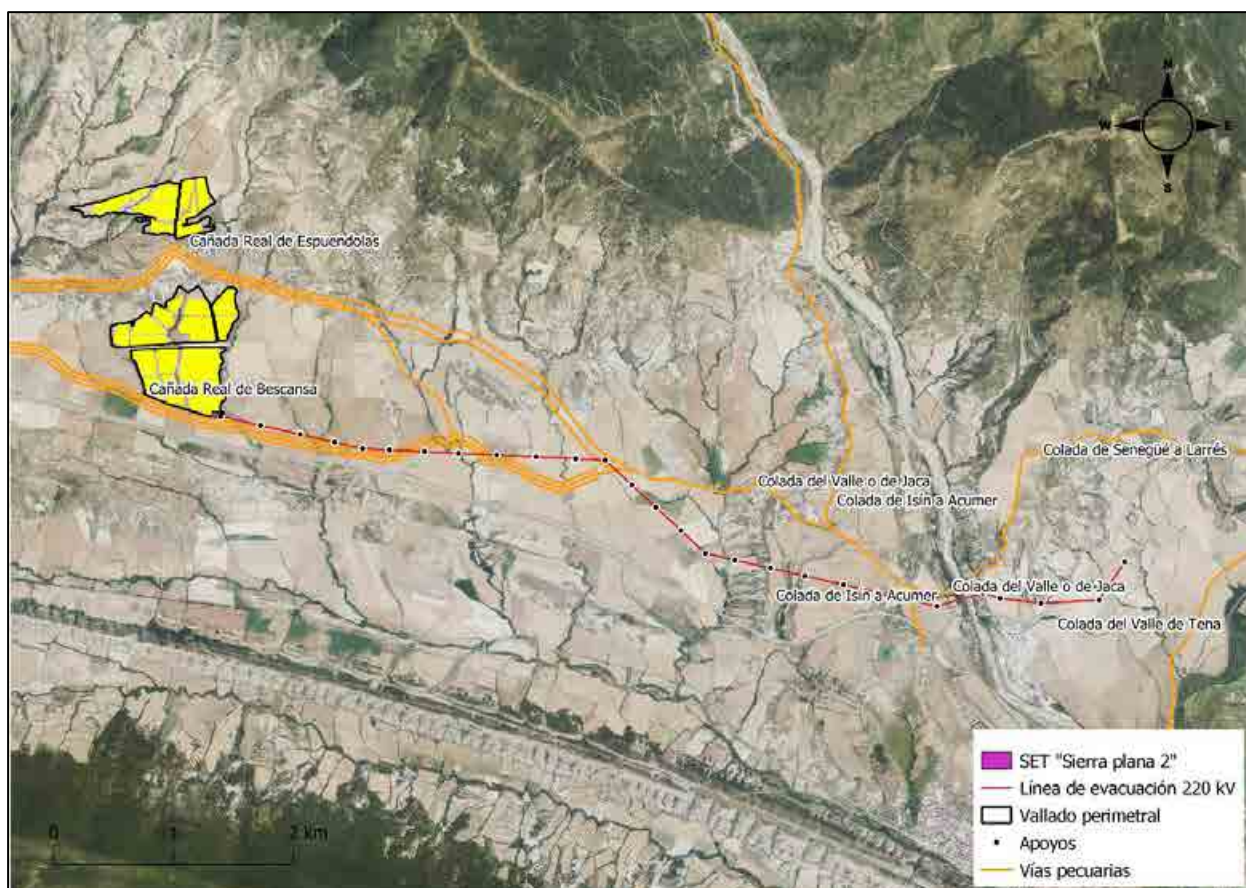 N
W E
S
Cañada Real de Espuendolas
Cañada Real de Bescansa
Colada de Senegüe a Larrés
Colada del Valle o de Jaca
Colada de Isín a Acumer
Colada del Valle o de Jaca
Colada de Isín a Acumer
Colada del Valle de Tena
SET "Sierra plana 2"
Línea de evacuación 220 kV
Vallado perimetral
Apoyos
Vías pecuarias
0 1 2 km